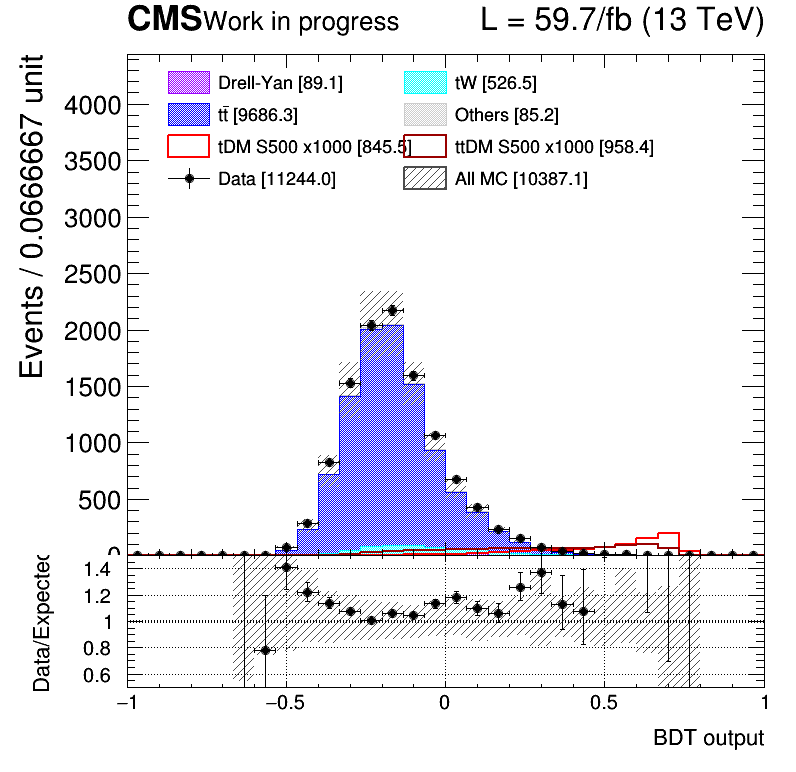 CMS Work in progress L = 59.7/fb (13 TeV)
Events / 0.0666667 unit
Drell-Yan [89.1] tW [526.5]
tt̄ [9686.3] Others [85.2]
tDM S500 x1000 [845.5] ttDM S500 x1000 [958.4]
Data [11244.0] All MC [10387.1]
4000
3500
3000
2500
2000
1500
1000
500
0
Data/Expected
1.4
1.2
1
0.8
0.6
−1 −0.5 0 0.5 1
BDT output